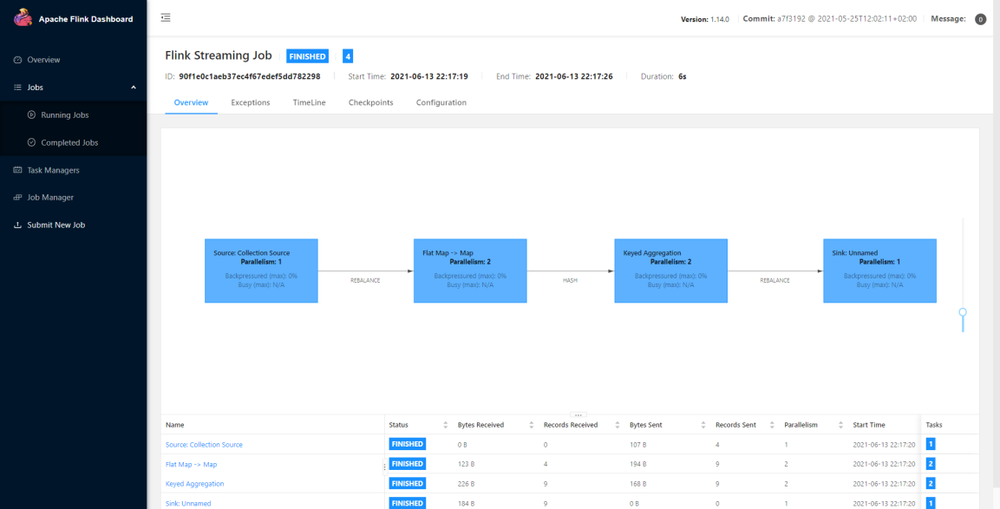 Apache Flink Dashboard
Version: 1.14.0 Commit: a7f3192 @ 2021-05-25T12:02:11+02:00 Message: 0
Overview
Jobs
Running Jobs
Completed Jobs
Task Managers
Job Manager
Submit New Job
Flink Streaming Job FINISHED 4
ID: 90f1e0c1aeb37ec4f67edef5dd782298 Start Time: 2021-06-13 22:17:19 End Time: 2021-06-13 22:17:26 Duration: 6s
Overview Exceptions TimeLine Checkpoints Configuration
Source: Collection Source
Parallelism: 1
Backpressured (max): 0%
Busy (max): N/A
REBALANCE
Flat Map -> Map
Parallelism: 2
Backpressured (max): 0%
Busy (max): N/A
HASH
Keyed Aggregation
Parallelism: 2
Backpressured (max): 0%
Busy (max): N/A
REBALANCE
Sink: Unnamed
Parallelism: 1
Backpressured (max): 0%
Busy (max): N/A
Name Status Bytes Received Records Received Bytes Sent Records Sent Parallelism Start Time Tasks
Source: Collection Source FINISHED 0 B 0 107 B 4 1 2021-06-13 22:17:20 1
Flat Map -> Map FINISHED 123 B 4 194 B 9 2 2021-06-13 22:17:20 2
Keyed Aggregation FINISHED 226 B 9 168 B 9 2 2021-06-13 22:17:20 2
Sink: Unnamed FINISHED 184 B 9 0 B 0 1 2021-06-13 22:17:20 1